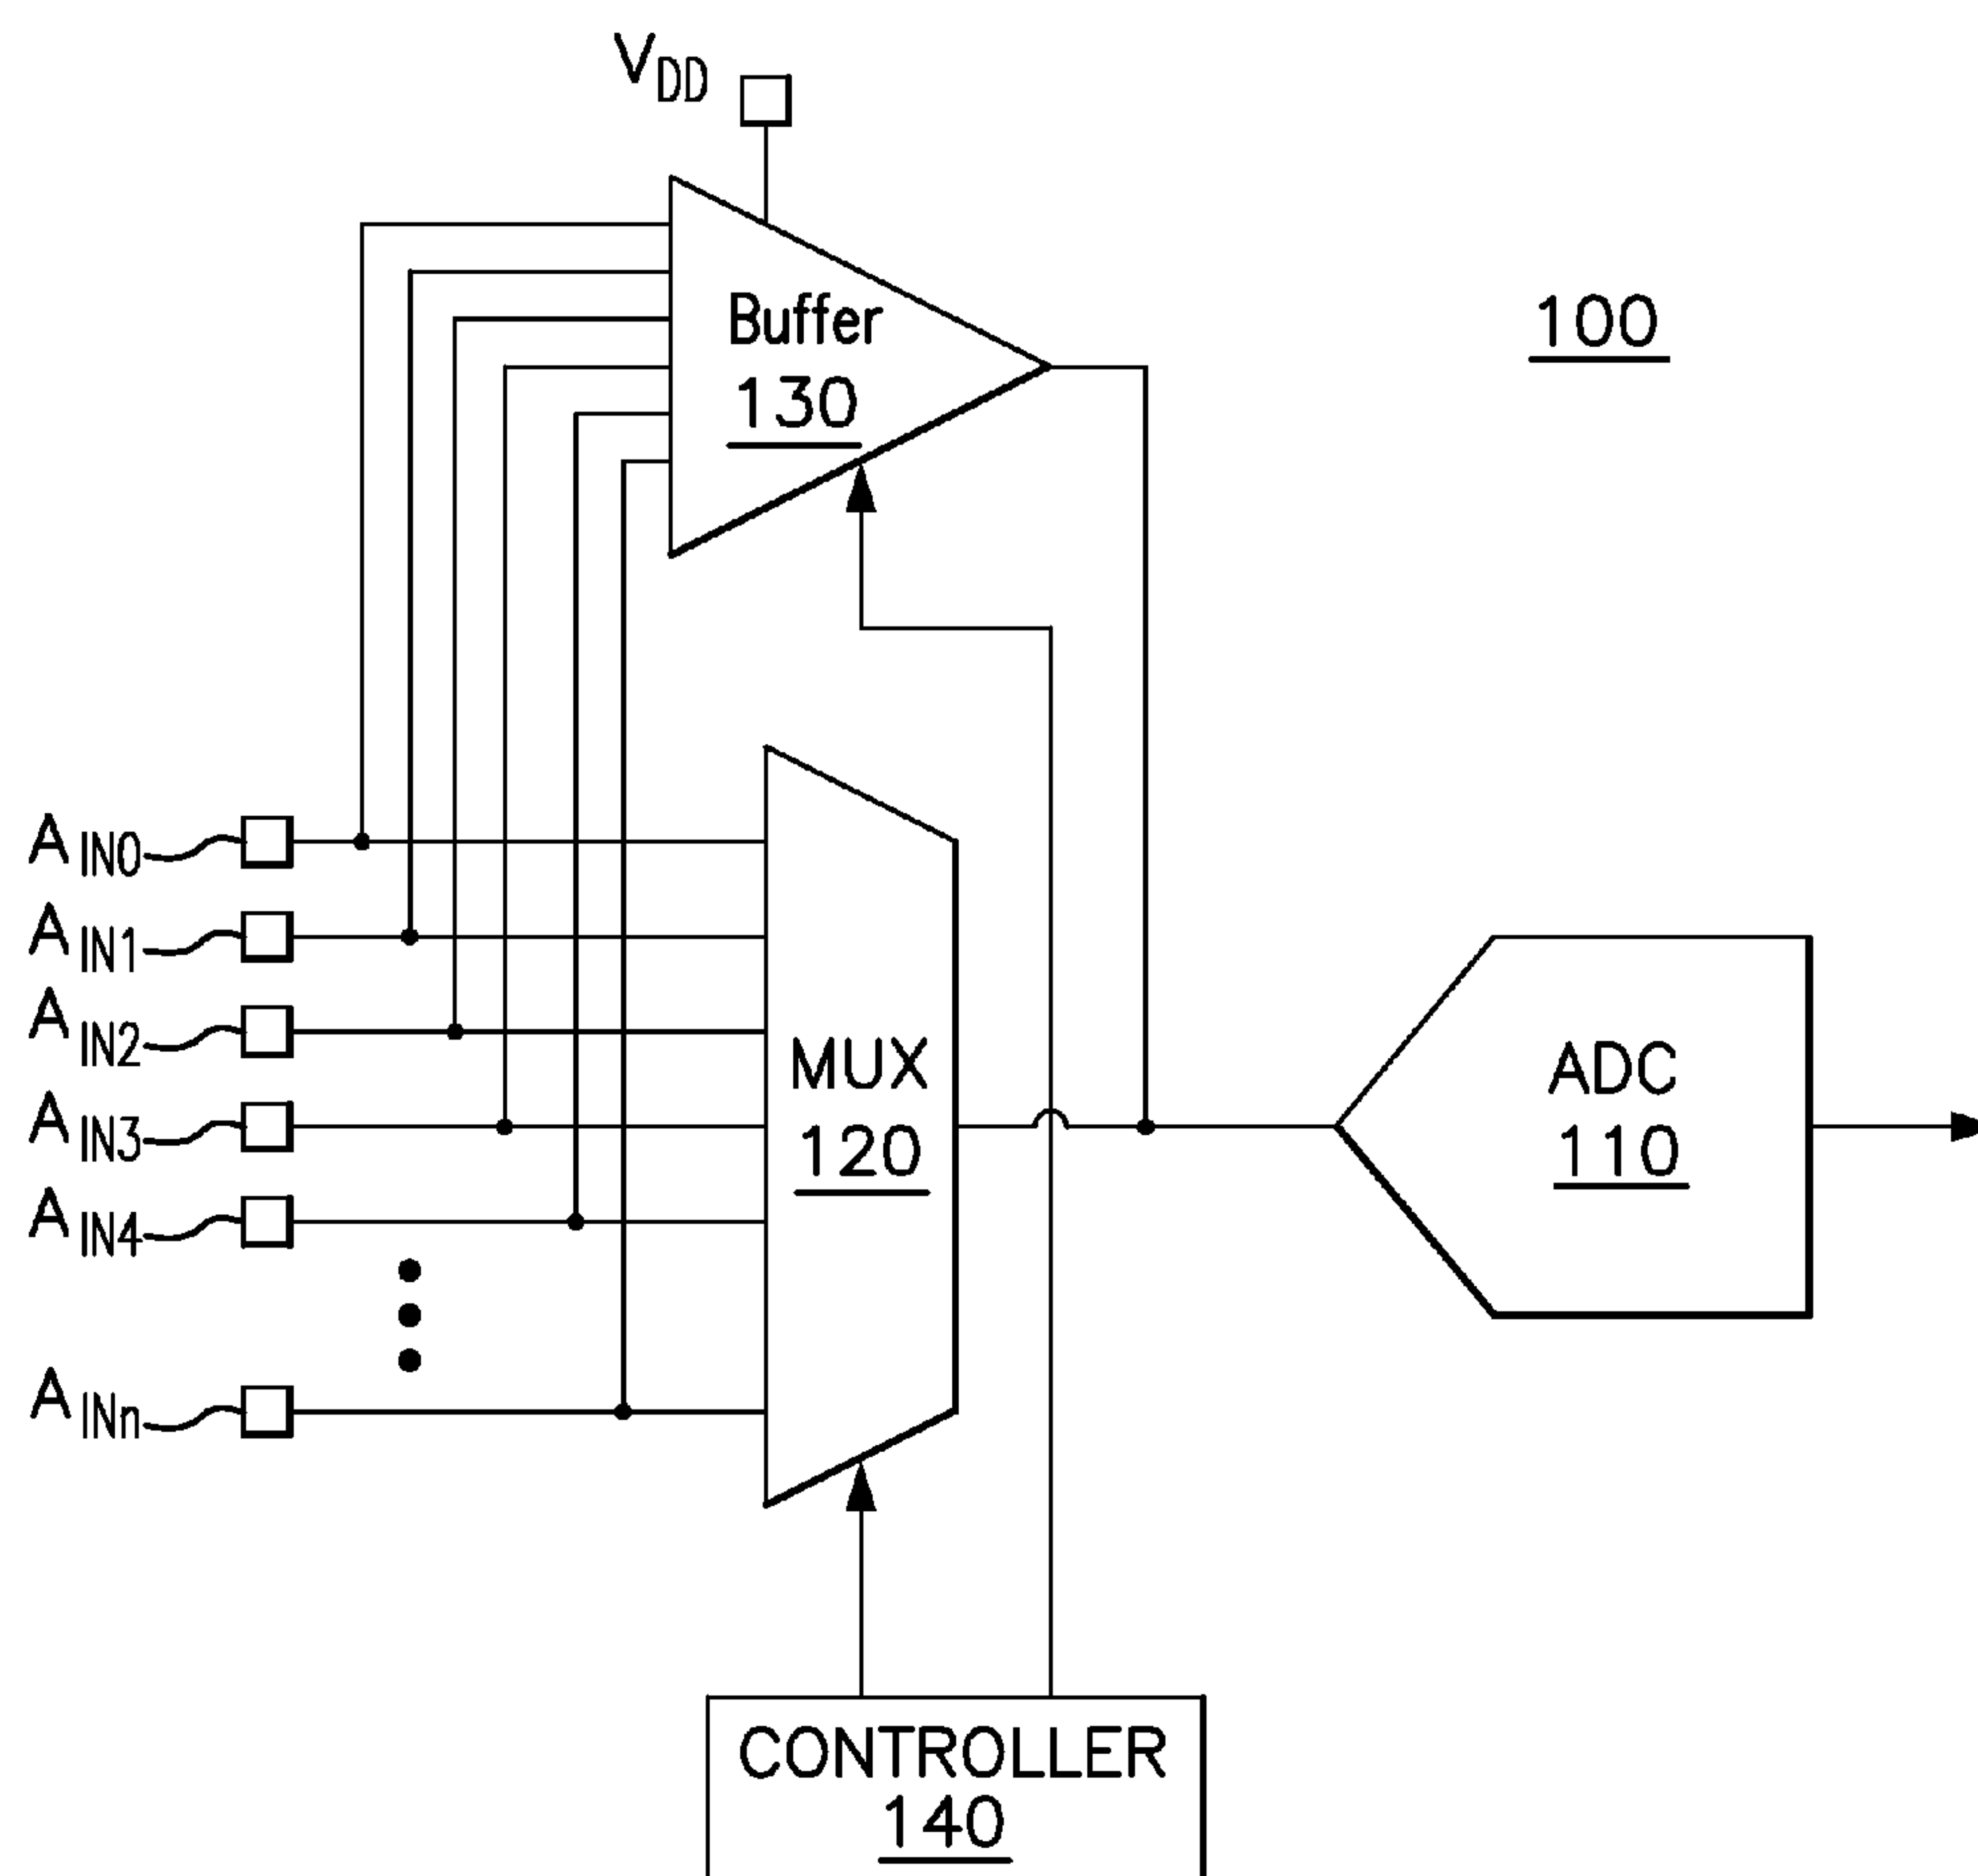 VDD
Buffer
130
100
AIN0
AIN1
AIN2
AIN3
AIN4
AINn
MUX
120
ADC
110
CONTROLLER
140